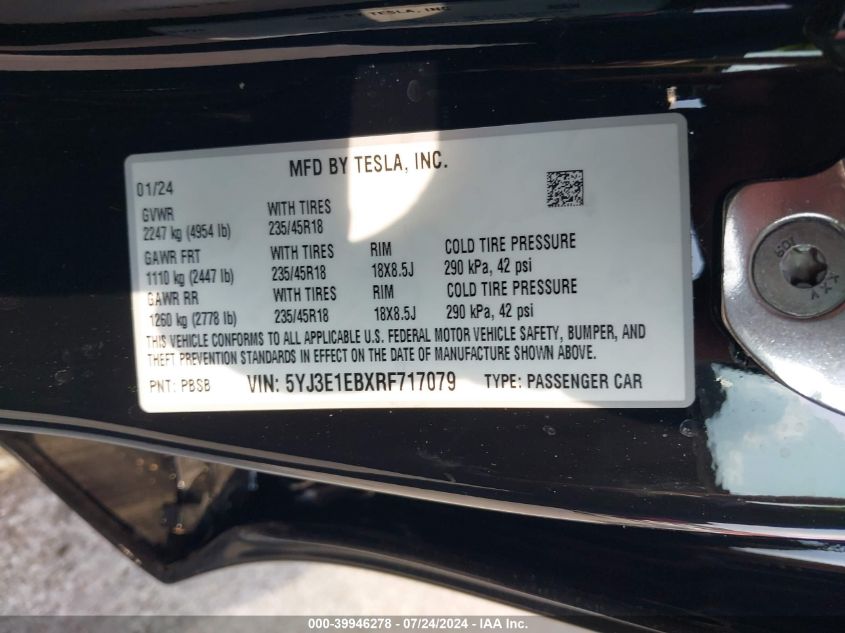 MFD BY TESLA, INC.
01/24
GVWR WITH TIRES
2247 kg (4954 lb) 235/45R18
GAWR FRT WITH TIRES RIM COLD TIRE PRESSURE
1110 kg (2447 lb) 235/45R18 18X8.5J 290 kPa, 42 psi
GAWR RR WITH TIRES RIM COLD TIRE PRESSURE
1260 kg (2778 lb) 235/45R18 18X8.5J 290 kPa, 42 psi
THIS VEHICLE CONFORMS TO ALL APPLICABLE U.S. FEDERAL MOTOR VEHICLE SAFETY, BUMPER, AND
THEFT PREVENTION STANDARDS IN EFFECT ON THE DATE OF MANUFACTURE SHOWN ABOVE.
PNT: PBSB VIN: 5YJ3E1EBXRF717079 TYPE: PASSENGER CAR
000-39946278 - 07/24/2024 - IAA Inc.